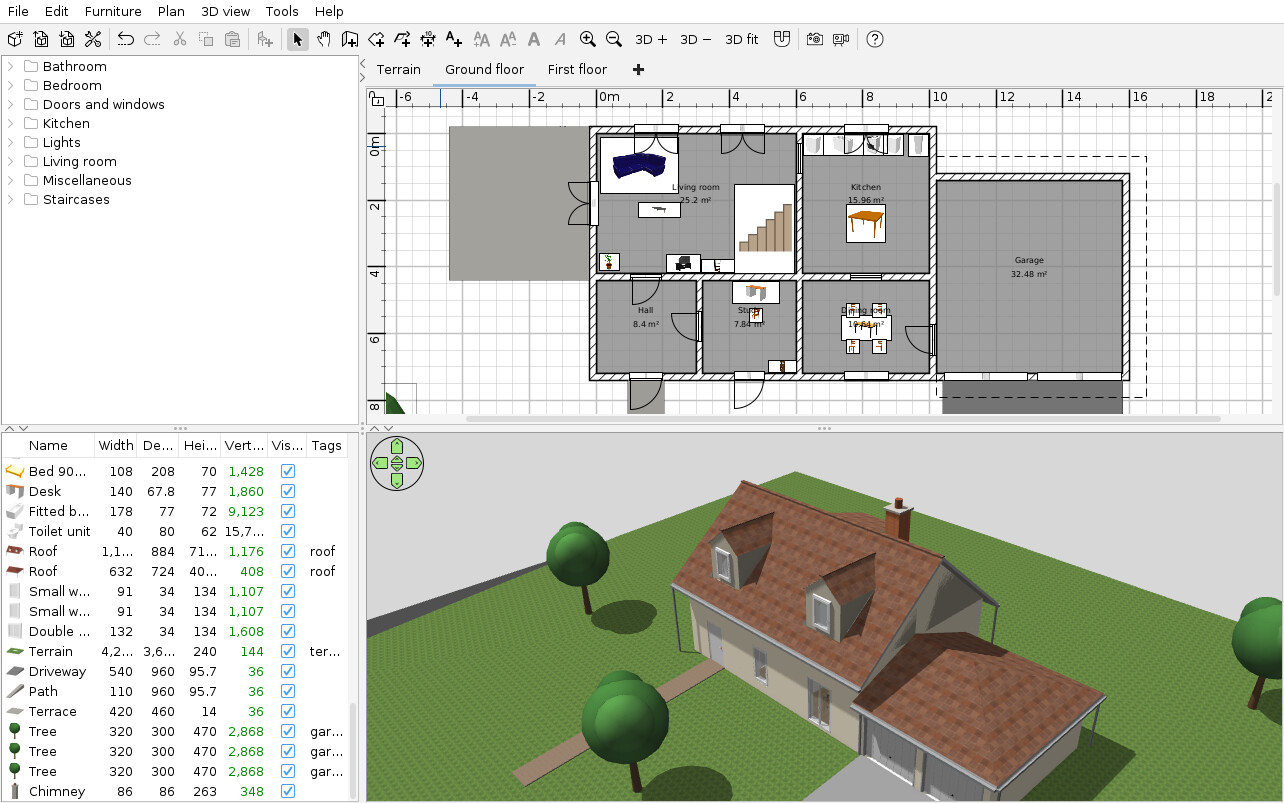 File Edit Furniture Plan 3D view Tools Help
3D + 3D − 3D fit
Bathroom
Bedroom
Doors and windows
Kitchen
Lights
Living room
Miscellaneous
Staircases
Terrain Ground floor First floor
-6 -4 -2 0m 2 4 6 8 10 12 14 16 18 2
0m
2
4
6
8
Living room
25.2 m²
Kitchen
15.96 m²
Garage
32.48 m²
Hall
8.4 m²
7.84 m²
Name Width De... Hei... Vert... Vis... Tags
Bed 90... 108 208 70 1,428
Desk 140 67.8 77 1,860
Fitted b... 178 77 72 9,123
Toilet unit 40 80 62 15,7...
Roof 1,1... 884 71... 1,176 roof
Roof 632 724 40... 408 roof
Small w... 91 34 134 1,107
Small w... 91 34 134 1,107
Double ... 132 34 134 1,608
Terrain 4,2... 3,6... 240 144 ter...
Driveway 540 960 95.7 36
Path 110 960 95.7 36
Terrace 420 460 14 36
Tree 320 300 470 2,868 gar...
Tree 320 300 470 2,868 gar...
Tree 320 300 470 2,868 gar...
Chimney 86 86 263 348